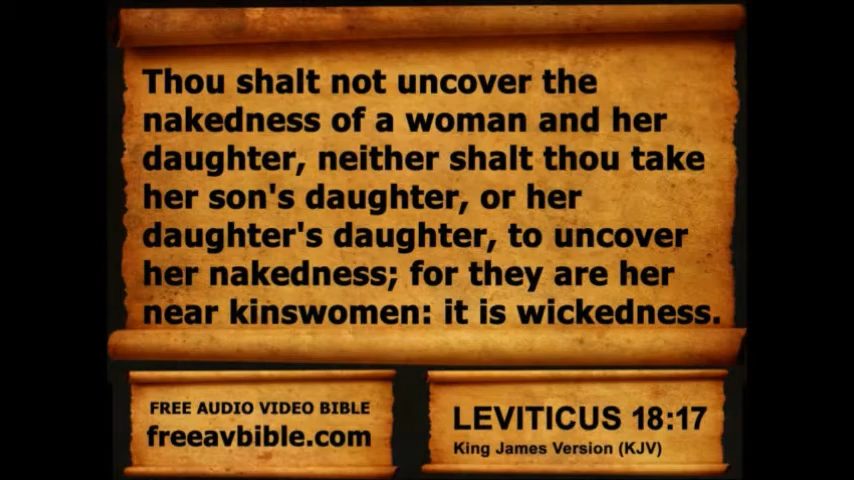 Thou shalt not uncover the
nakedness of a woman and her
daughter, neither shalt thou take
her son's daughter, or her
daughter's daughter, to uncover
her nakedness; for they are her
near kinswomen: it is wickedness.
FREE AUDIO VIDEO BIBLE
freeavbible.com
LEVITICUS 18:17
King James Version (KJV)